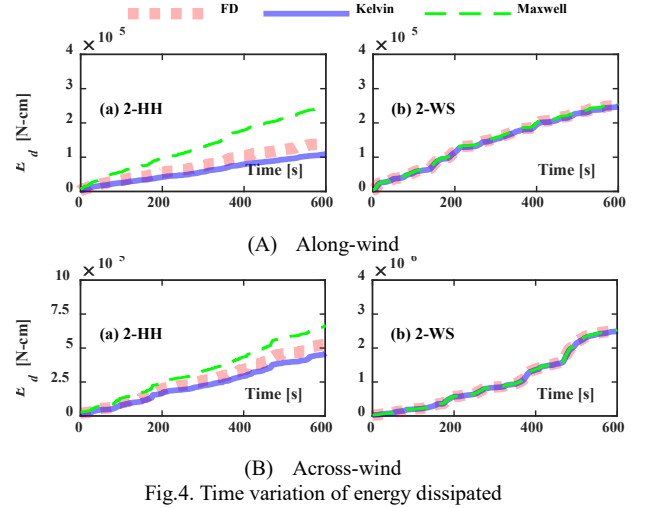 FD Kelvin Maxwell
× 10 5 × 10 5
E d [N-cm]
4 4
3 3
2 2
1 1
0 0
(a) 2-HH (b) 2-WS
Time [s] Time [s]
0 200 400 600 200 400 600
(A) Along-wind
× 10 × 10
E d [N-cm]
10 4
7.5 3
5 2
2.5 1
0 0
(a) 2-HH (b) 2-WS
Time [s] Time [s]
0 200 400 600 0 200 400 600
(B) Across-wind
Fig.4. Time variation of energy dissipated